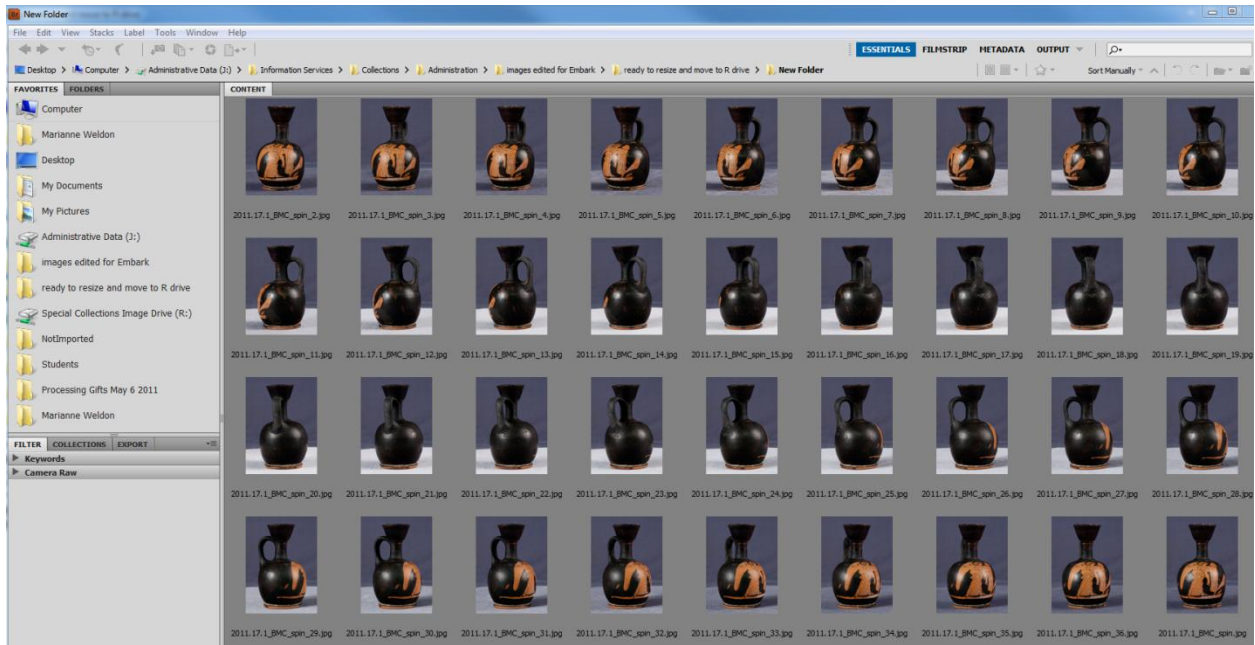 Br New Folder
File Edit View Stacks Label Tools Window Help
ESSENTIALS FILMSTRIP METADATA OUTPUT
Desktop > Computer > Administrative Data (J:) > Information Services > Collections > Administration > images edited for Embark > ready to resize and move to R drive > New Folder
Sort Manually
FAVORITES FOLDERS
Computer
Marianne Weldon
Desktop
My Documents
My Pictures
Administrative Data (J:)
images edited for Embark
ready to resize and move to R drive
Special Collections Image Drive (R:)
NotImported
Students
Processing Gifts May 6 2011
Marianne Weldon
FILTER COLLECTIONS EXPORT
Keywords
Camera Raw
CONTENT
2011.17.1_BMC_spin_2.jpg 2011.17.1_BMC_spin_3.jpg 2011.17.1_BMC_spin_4.jpg 2011.17.1_BMC_spin_5.jpg 2011.17.1_BMC_spin_6.jpg 2011.17.1_BMC_spin_7.jpg 2011.17.1_BMC_spin_8.jpg 2011.17.1_BMC_spin_9.jpg 2011.17.1_BMC_spin_10.jpg
2011.17.1_BMC_spin_11.jpg 2011.17.1_BMC_spin_12.jpg 2011.17.1_BMC_spin_13.jpg 2011.17.1_BMC_spin_14.jpg 2011.17.1_BMC_spin_15.jpg 2011.17.1_BMC_spin_16.jpg 2011.17.1_BMC_spin_17.jpg 2011.17.1_BMC_spin_18.jpg 2011.17.1_BMC_spin_19.jpg
2011.17.1_BMC_spin_20.jpg 2011.17.1_BMC_spin_21.jpg 2011.17.1_BMC_spin_22.jpg 2011.17.1_BMC_spin_23.jpg 2011.17.1_BMC_spin_24.jpg 2011.17.1_BMC_spin_25.jpg 2011.17.1_BMC_spin_26.jpg 2011.17.1_BMC_spin_27.jpg 2011.17.1_BMC_spin_28.jpg
2011.17.1_BMC_spin_29.jpg 2011.17.1_BMC_spin_30.jpg 2011.17.1_BMC_spin_31.jpg 2011.17.1_BMC_spin_32.jpg 2011.17.1_BMC_spin_33.jpg 2011.17.1_BMC_spin_34.jpg 2011.17.1_BMC_spin_35.jpg 2011.17.1_BMC_spin_36.jpg 2011.17.1_BMC_spin.jpg